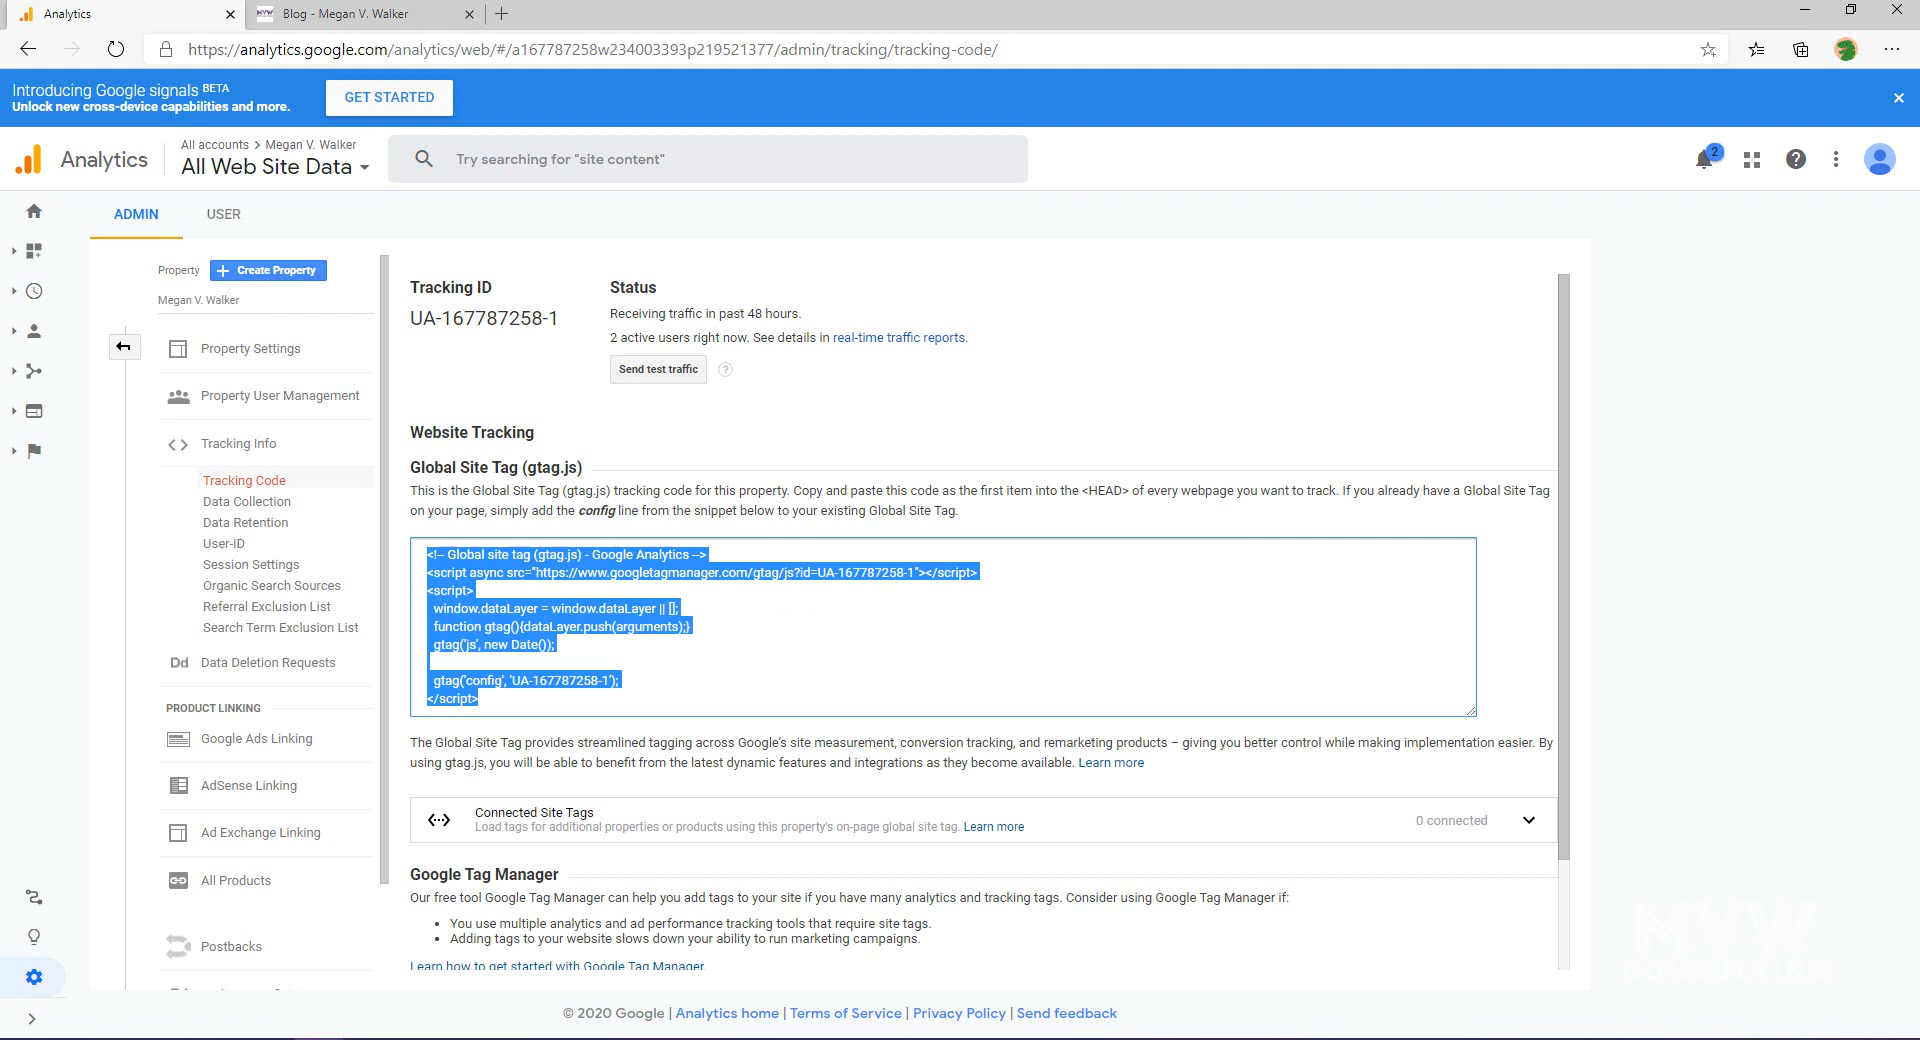 Analytics
Blog - Megan V. Walker
https://analytics.google.com/analytics/web/#/a167787258w234003393p219521377/admin/tracking/tracking-code/
Introducing Google signals BETA
Unlock new cross-device capabilities and more.
GET STARTED
Analytics
All accounts > Megan V. Walker
All Web Site Data
Try searching for "site content"
2
ADMIN
USER
Property
Create Property
Megan V. Walker
Property Settings
Property User Management
Tracking Info
Tracking Code
Data Collection
Data Retention
User-ID
Session Settings
Organic Search Sources
Referral Exclusion List
Search Term Exclusion List
Dd Data Deletion Requests
PRODUCT LINKING
Google Ads Linking
AdSense Linking
Ad Exchange Linking
All Products
Postbacks
Tracking ID
UA-167787258-1
Status
Receiving traffic in past 48 hours.
2 active users right now. See details in real-time traffic reports.
Send test traffic
?
Website Tracking
Global Site Tag (gtag.js)
This is the Global Site Tag (gtag.js) tracking code for this property. Copy and paste this code as the first item into the <HEAD> of every webpage you want to track. If you already have a Global Site Tag
on your page, simply add the config line from the snippet below to your existing Global Site Tag.
<!-- Global site tag (gtag.js) - Google Analytics -->
<script async src="https://www.googletagmanager.com/gtag/js?id=UA-167787258-1"></script>
<script>
window.dataLayer = window.dataLayer || [];
function gtag(){dataLayer.push(arguments);}
gtag('js', new Date());
gtag('config', 'UA-167787258-1');
</script>
The Global Site Tag provides streamlined tagging across Google's site measurement, conversion tracking, and remarketing products – giving you better control while making implementation easier. By
using gtag.js, you will be able to benefit from the latest dynamic features and integrations as they become available. Learn more
Connected Site Tags
Load tags for additional properties or products using this property's on-page global site tag. Learn more
0 connected
Google Tag Manager
Our free tool Google Tag Manager can help you add tags to your site if you have many analytics and tracking tags. Consider using Google Tag Manager if:
• You use multiple analytics and ad performance tracking tools that require site tags.
• Adding tags to your website slows down your ability to run marketing campaigns.
Learn how to get started with Google Tag Manager.
© 2020 Google | Analytics home | Terms of Service | Privacy Policy | Send feedback